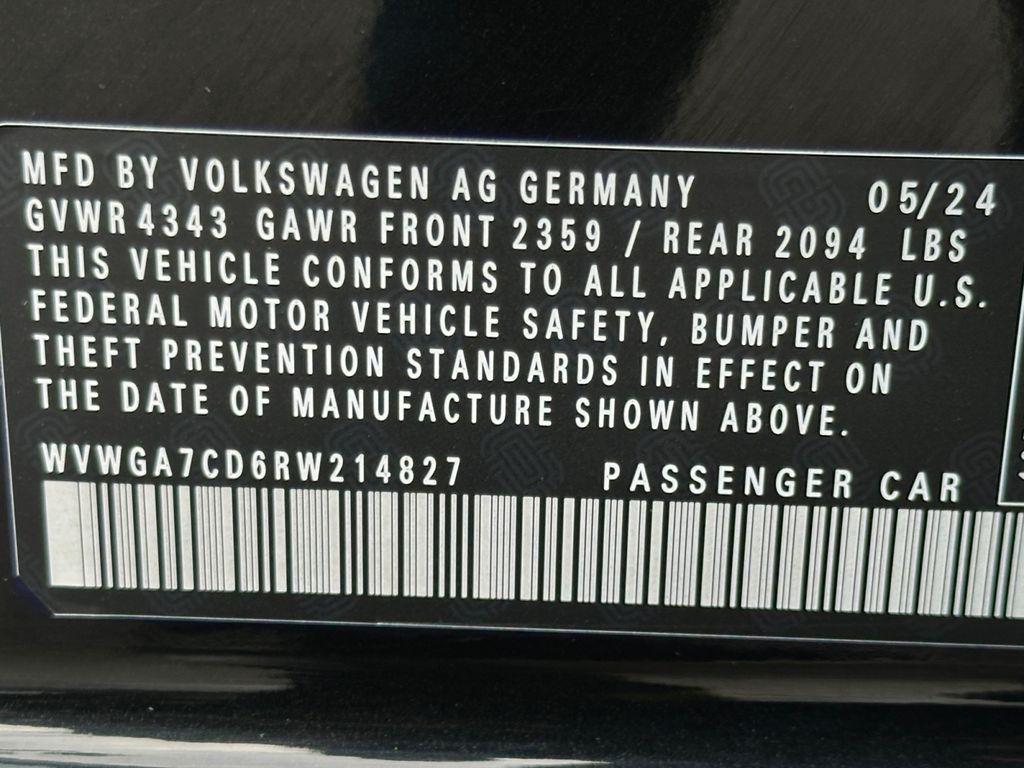 MFD BY VOLKSWAGEN AG GERMANY 05/24
GVWR 4343 GAWR FRONT 2359 / REAR 2094 LBS
THIS VEHICLE CONFORMS TO ALL APPLICABLE U.S.
FEDERAL MOTOR VEHICLE SAFETY, BUMPER AND
THEFT PREVENTION STANDARDS IN EFFECT ON
THE DATE OF MANUFACTURE SHOWN ABOVE.
WVWGA7CD6RW214827 PASSENGER CAR